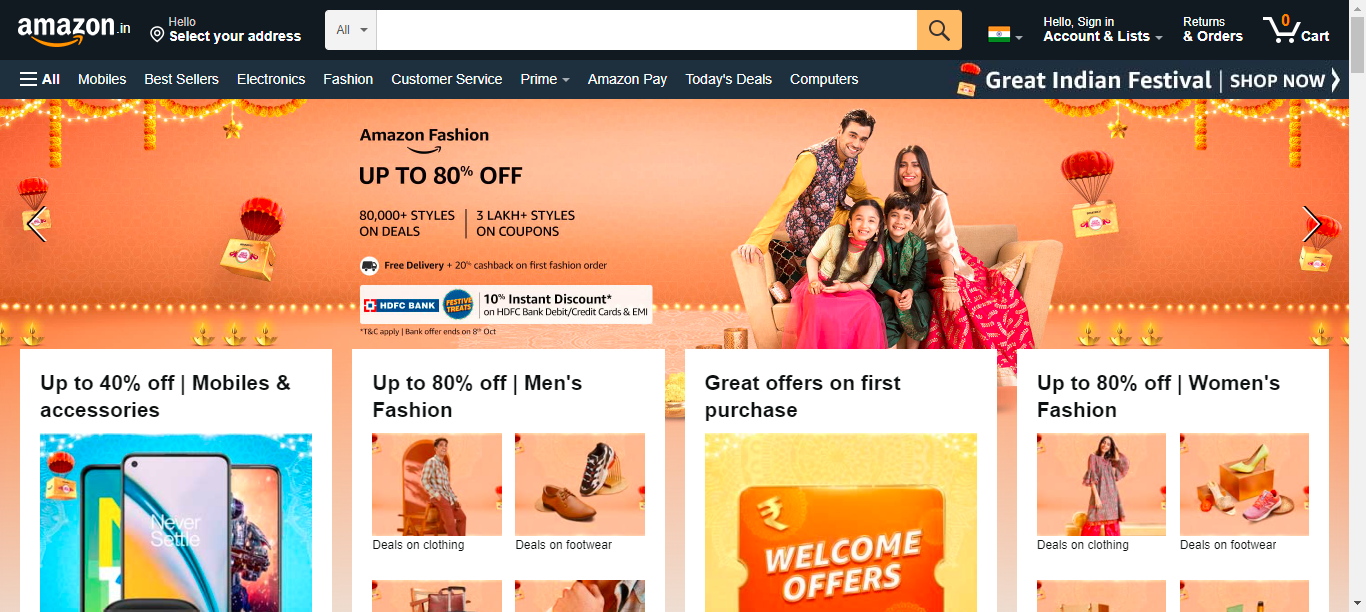 amazon.in
Hello
Select your address
All
Hello, Sign in
Account & Lists
Returns
& Orders
0
Cart
All
Mobiles
Best Sellers
Electronics
Fashion
Customer Service
Prime
Amazon Pay
Today's Deals
Computers
Great Indian Festival | SHOP NOW
Amazon Fashion
UP TO 80% OFF
80,000+ STYLES
ON DEALS
3 LAKH+ STYLES
ON COUPONS
Free Delivery + 20% cashback on first fashion order
HDFC BANK
FESTIVE
TREATS
10% Instant Discount*
on HDFC Bank Debit/Credit Cards & EMI
*T&C apply | Bank offer ends on 8th Oct
Up to 40% off | Mobiles &
accessories
Never
Settle
Up to 80% off | Men's
Fashion
Deals on clothing
Deals on footwear
Great offers on first
purchase
₹
WELCOME
OFFERS
Up to 80% off | Women's
Fashion
Deals on clothing
Deals on footwear